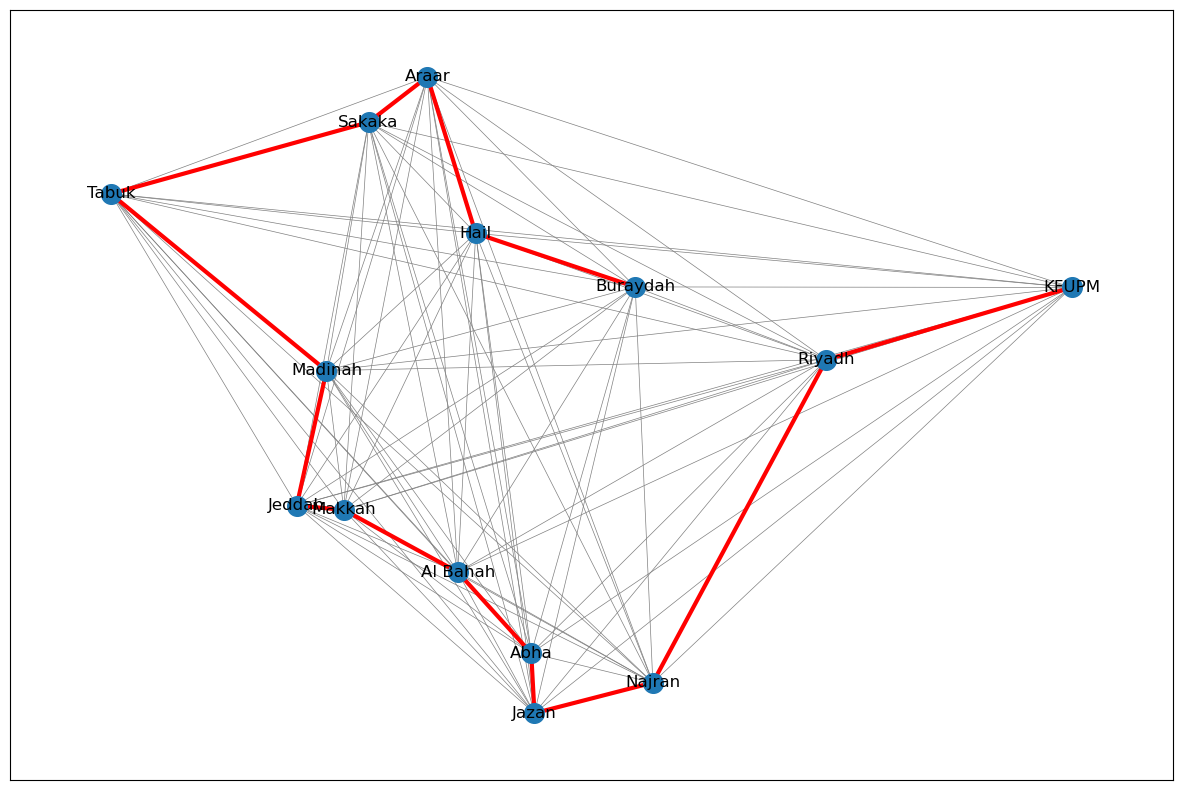 Araar
Sakaka
Tabuk
Hail
Buraydah
KFUPM
Riyadh
Madinah
Jeddah
Makkah
Al Bahah
Abha
Najran
Jazan